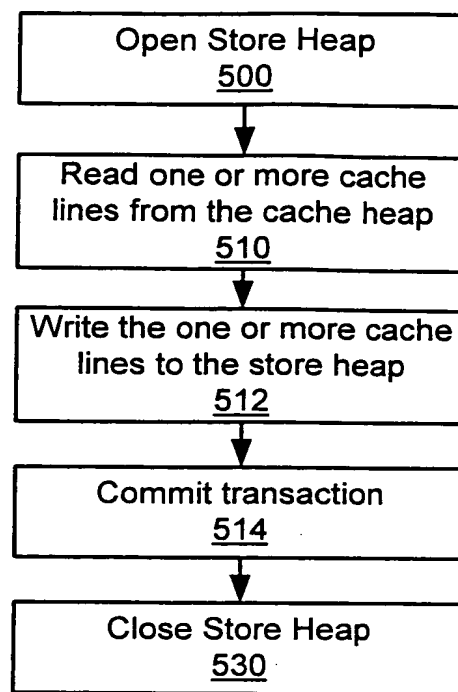 Open Store Heap
500
Read one or more cache
lines from the cache heap
510
Write the one or more cache
lines to the store heap
512
Commit transaction
514
Close Store Heap
530